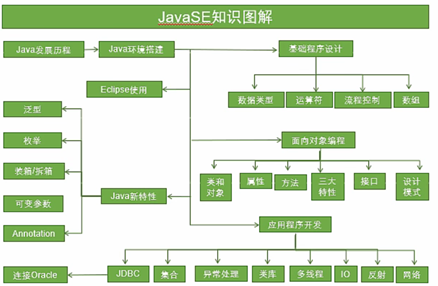 JavaSE知识图解
Java发展历程
Java环境搭建
基础程序设计
Eclipse使用
数据类型
运算符
流程控制
数组
泛型
枚举
装箱/拆箱
可变参数
Annotation
Java新特性
面向对象编程
类和
对象
属性
方法
三大
特性
接口
设计
模式
应用程序开发
连接Oracle
JDBC
集合
异常处理
类库
多线程
IO
反射
网络